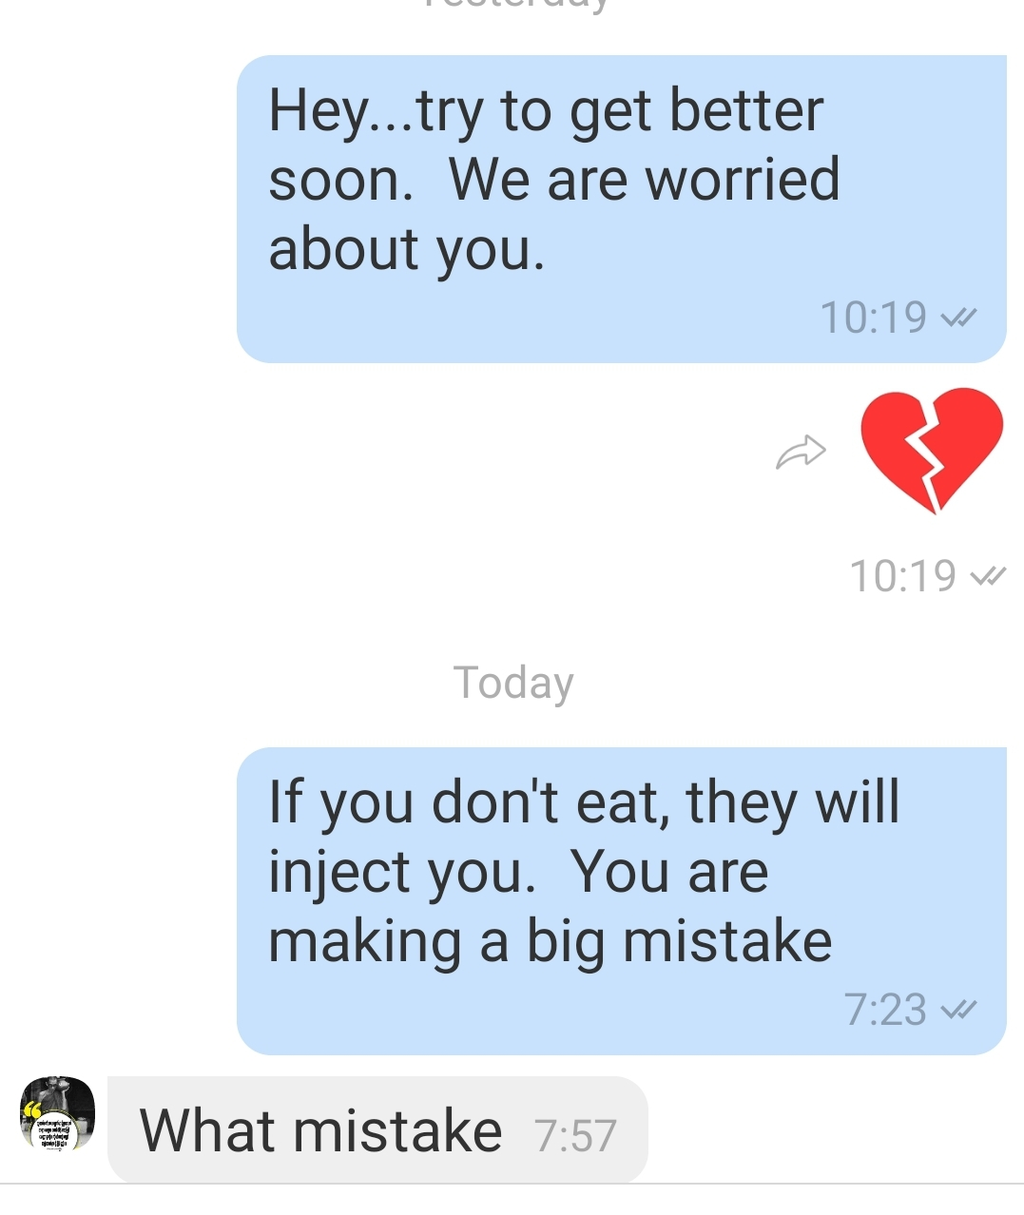 Yesterday
Hey...try to get better
soon.  We are worried
about you.
10:19
10:19
Today
If you don't eat, they will
inject you.  You are
making a big mistake
7:23
What mistake 7:57